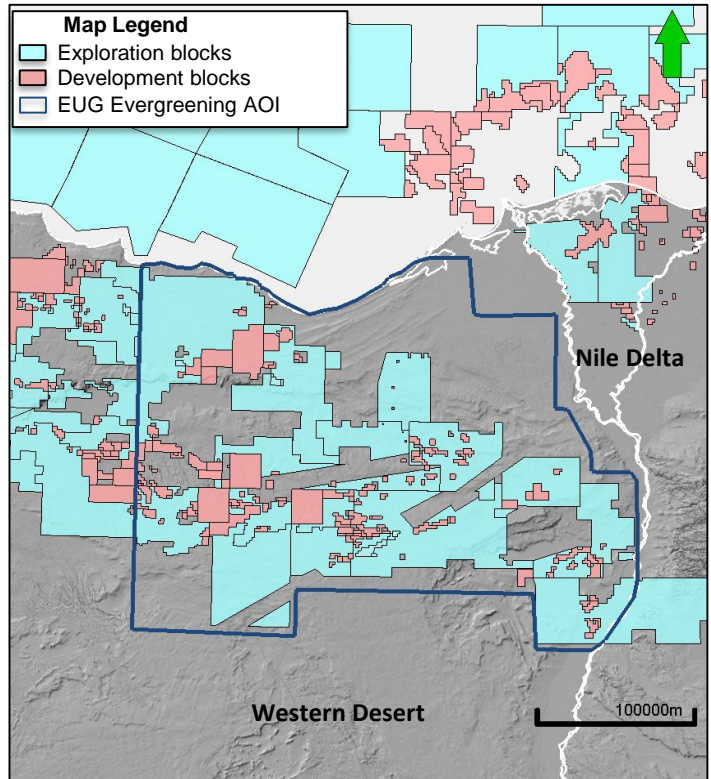 Map Legend
Exploration blocks
Development blocks
EUG Evergreening AOI
Nile Delta
Western Desert
100000m